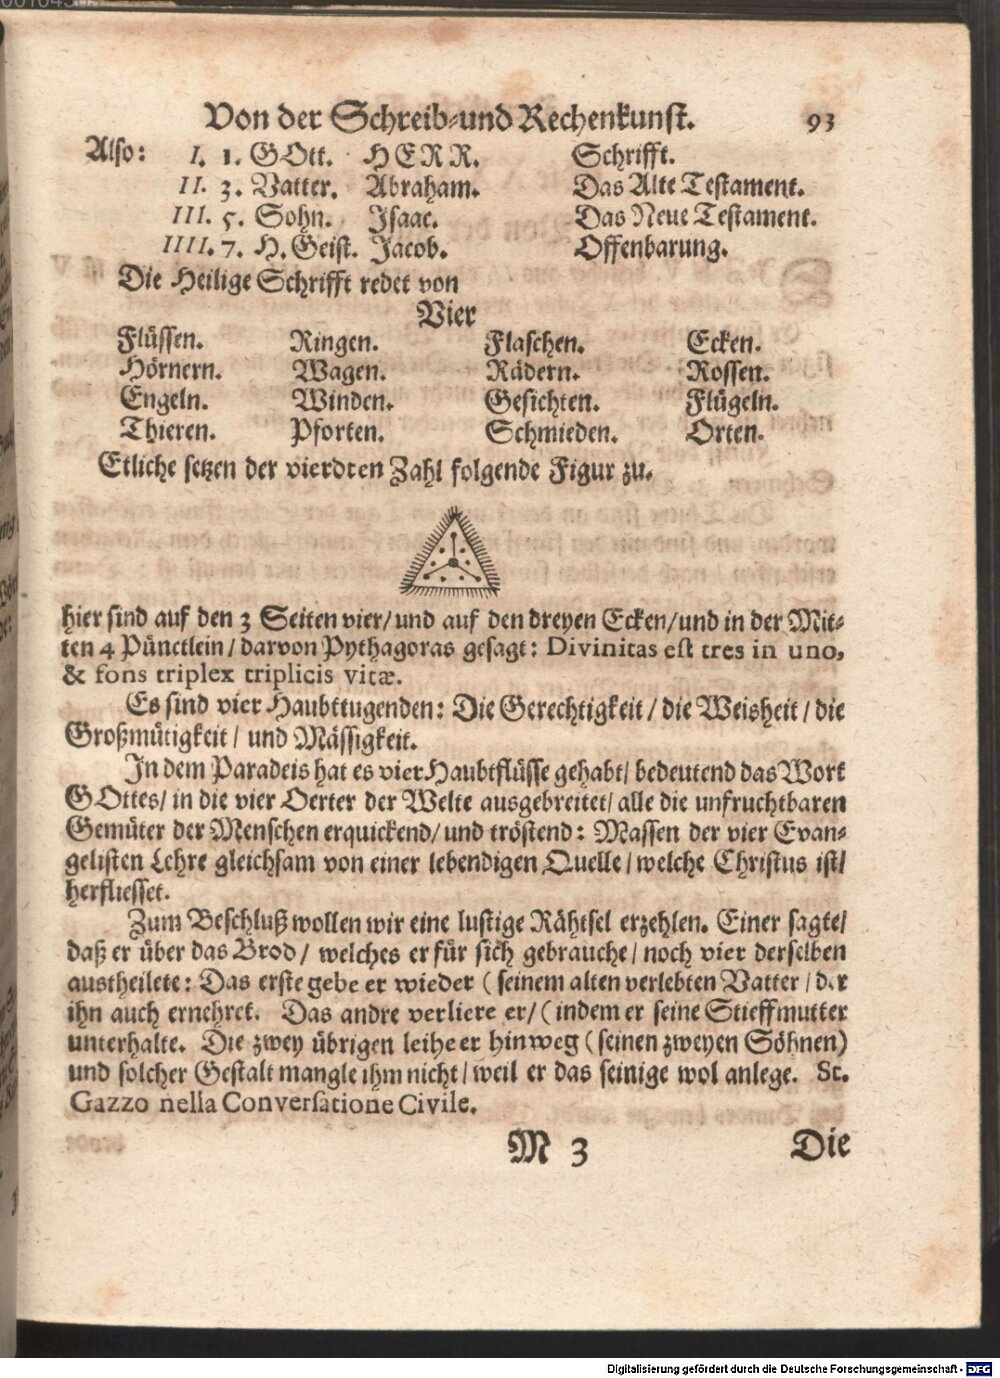 Von der Schreib-und Rechenkunst. 93
Also: I. 1. GOtt. HERR. Schrifft.
II. 3. Vatter. Abraham. Das Alte Testament.
III. 5. Sohn. Isaac. Das Neue Testament.
IIII. 7. H. Geist. Jacob. Offenbarung.
Die Heilige Schrifft redet von
Vier
Flüssen. Ringen. Flaschen. Ecken.
Hörnern. Wagen. Rädern. Rossen.
Engeln. Winden. Gesichten. Flügeln.
Thieren. Pforten. Schmieden. Orten.
Etliche setzen der vierdten Zahl folgende Figur zu.
hier sind auf den 3 Seiten vier/ und auf den dreyen Ecken/ und in der Mit-
ten 4 Pünctlein/ darvon Pythagoras gesagt: Divinitas est tres in uno,
& fons triplex triplicis vitæ.
Es sind vier Haubttugenden: Die Gerechtigkeit/ die Weisheit/ die
Großmütigkeit/ und Mässigkeit.
In dem Paradeis hat es vier Haubtflüsse gehabt/ bedeutend das Wort
GOttes/ in die vier Oerter der Welte ausgebreitet/ alle die unfruchtbaren
Gemüter der Menschen erquickend/ und tröstend: Massen der vier Evan-
gelisten Lehre gleichsam von einer lebendigen Quelle/ welche Christus ist/
herfliesset.
Zum Beschluß wollen wir eine lustige Rähtsel erzehlen. Einer sagte/
daß er über das Brod/ welches er für sich gebrauche/ noch vier derselben
austheilete: Das erste gebe er wieder (seinem alten verlebten Vatter/ der
ihn auch ernehret. Das andre verliere er/ (indem er seine Stieffmutter
unterhalte. Die zwey übrigen leihe er hinweg (seinen zweyen Söhnen)
und solcher Gestalt mangle ihm nicht/ weil er das seinige wol anlege. St.
Gazzo nella Conversatione Civile.
M 3 Die
Digitalisierung gefördert durch die Deutsche Forschungsgemeinschaft - DFG